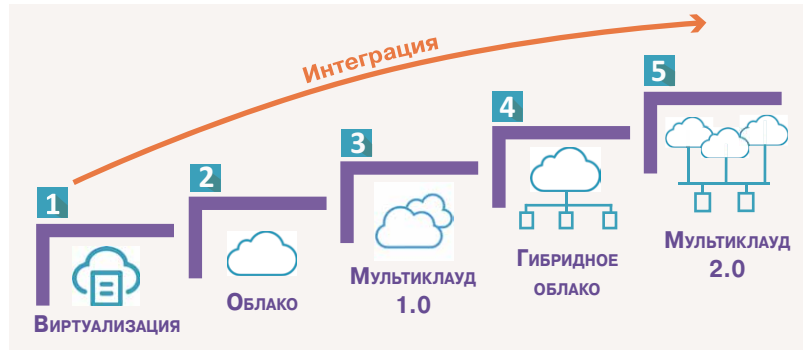 Интеграция
1
Виртуализация
2
Облако
3
Мультиклауд
1.0
4
Гибридное
облако
5
Мультиклауд
2.0